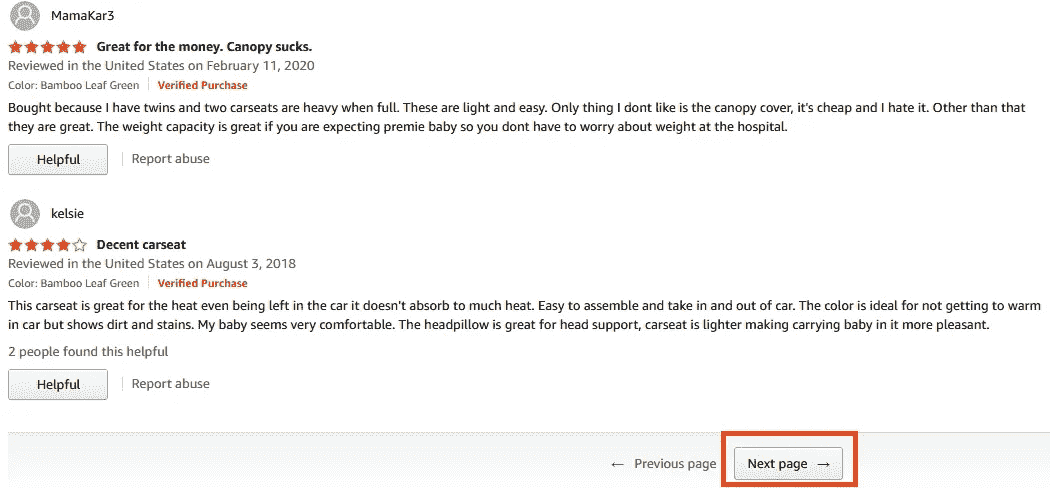 MamaKar3
Great for the money. Canopy sucks.
Reviewed in the United States on February 11, 2020
Color: Bamboo Leaf Green Verified Purchase
Bought because I have twins and two carseats are heavy when full. These are light and easy. Only thing I dont like is the canopy cover, it's cheap and I hate it. Other than that
they are great. The weight capacity is great if you are expecting premie baby so you dont have to worry about weight at the hospital.
Helpful Report abuse
kelsie
Decent carseat
Reviewed in the United States on August 3, 2018
Color: Bamboo Leaf Green Verified Purchase
This carseat is great for the heat even being left in the car it doesn't absorb to much heat. Easy to assemble and take in and out of car. The color is ideal for not getting to warm
in car but shows dirt and stains. My baby seems very comfortable. The headpillow is great for head support, carseat is lighter making carrying baby in it more pleasant.
2 people found this helpful
Helpful Report abuse
← Previous page Next page →